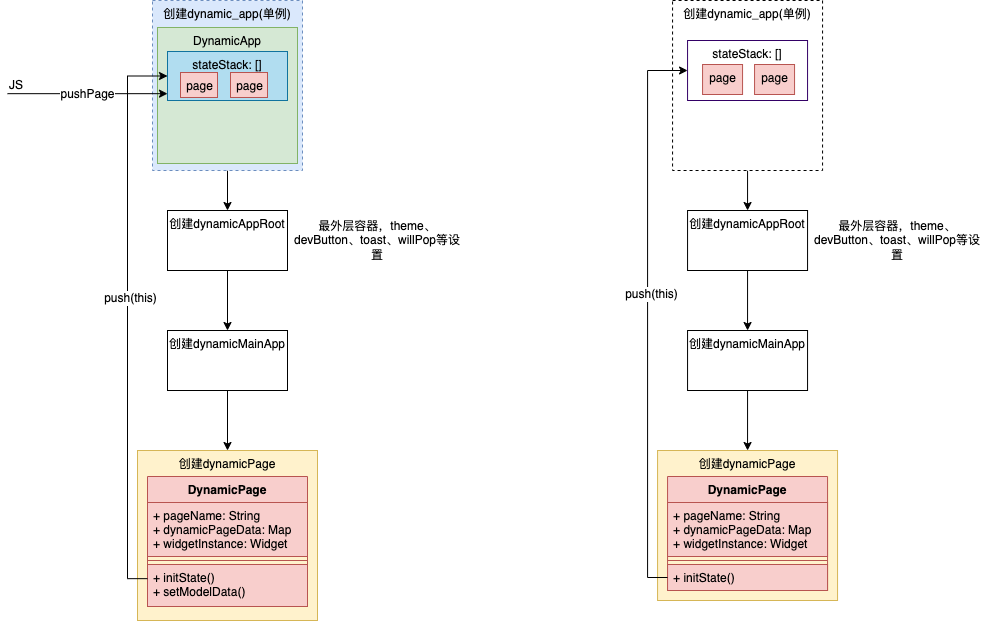 创建dynamic_app(单例)
DynamicApp
stateStack: []
page
page
JS
pushPage
创建dynamicAppRoot
最外层容器，theme、
devButton、toast、willPop等设
置
push(this)
创建dynamicMainApp
创建dynamicPage
DynamicPage
+ pageName: String
+ dynamicPageData: Map
+ widgetInstance: Widget
+ initState()
+ setModelData()
创建dynamic_app(单例)
stateStack: []
page
page
创建dynamicAppRoot
最外层容器，theme、
devButton、toast、willPop等设
置
push(this)
创建dynamicMainApp
创建dynamicPage
DynamicPage
+ pageName: String
+ dynamicPageData: Map
+ widgetInstance: Widget
+ initState()